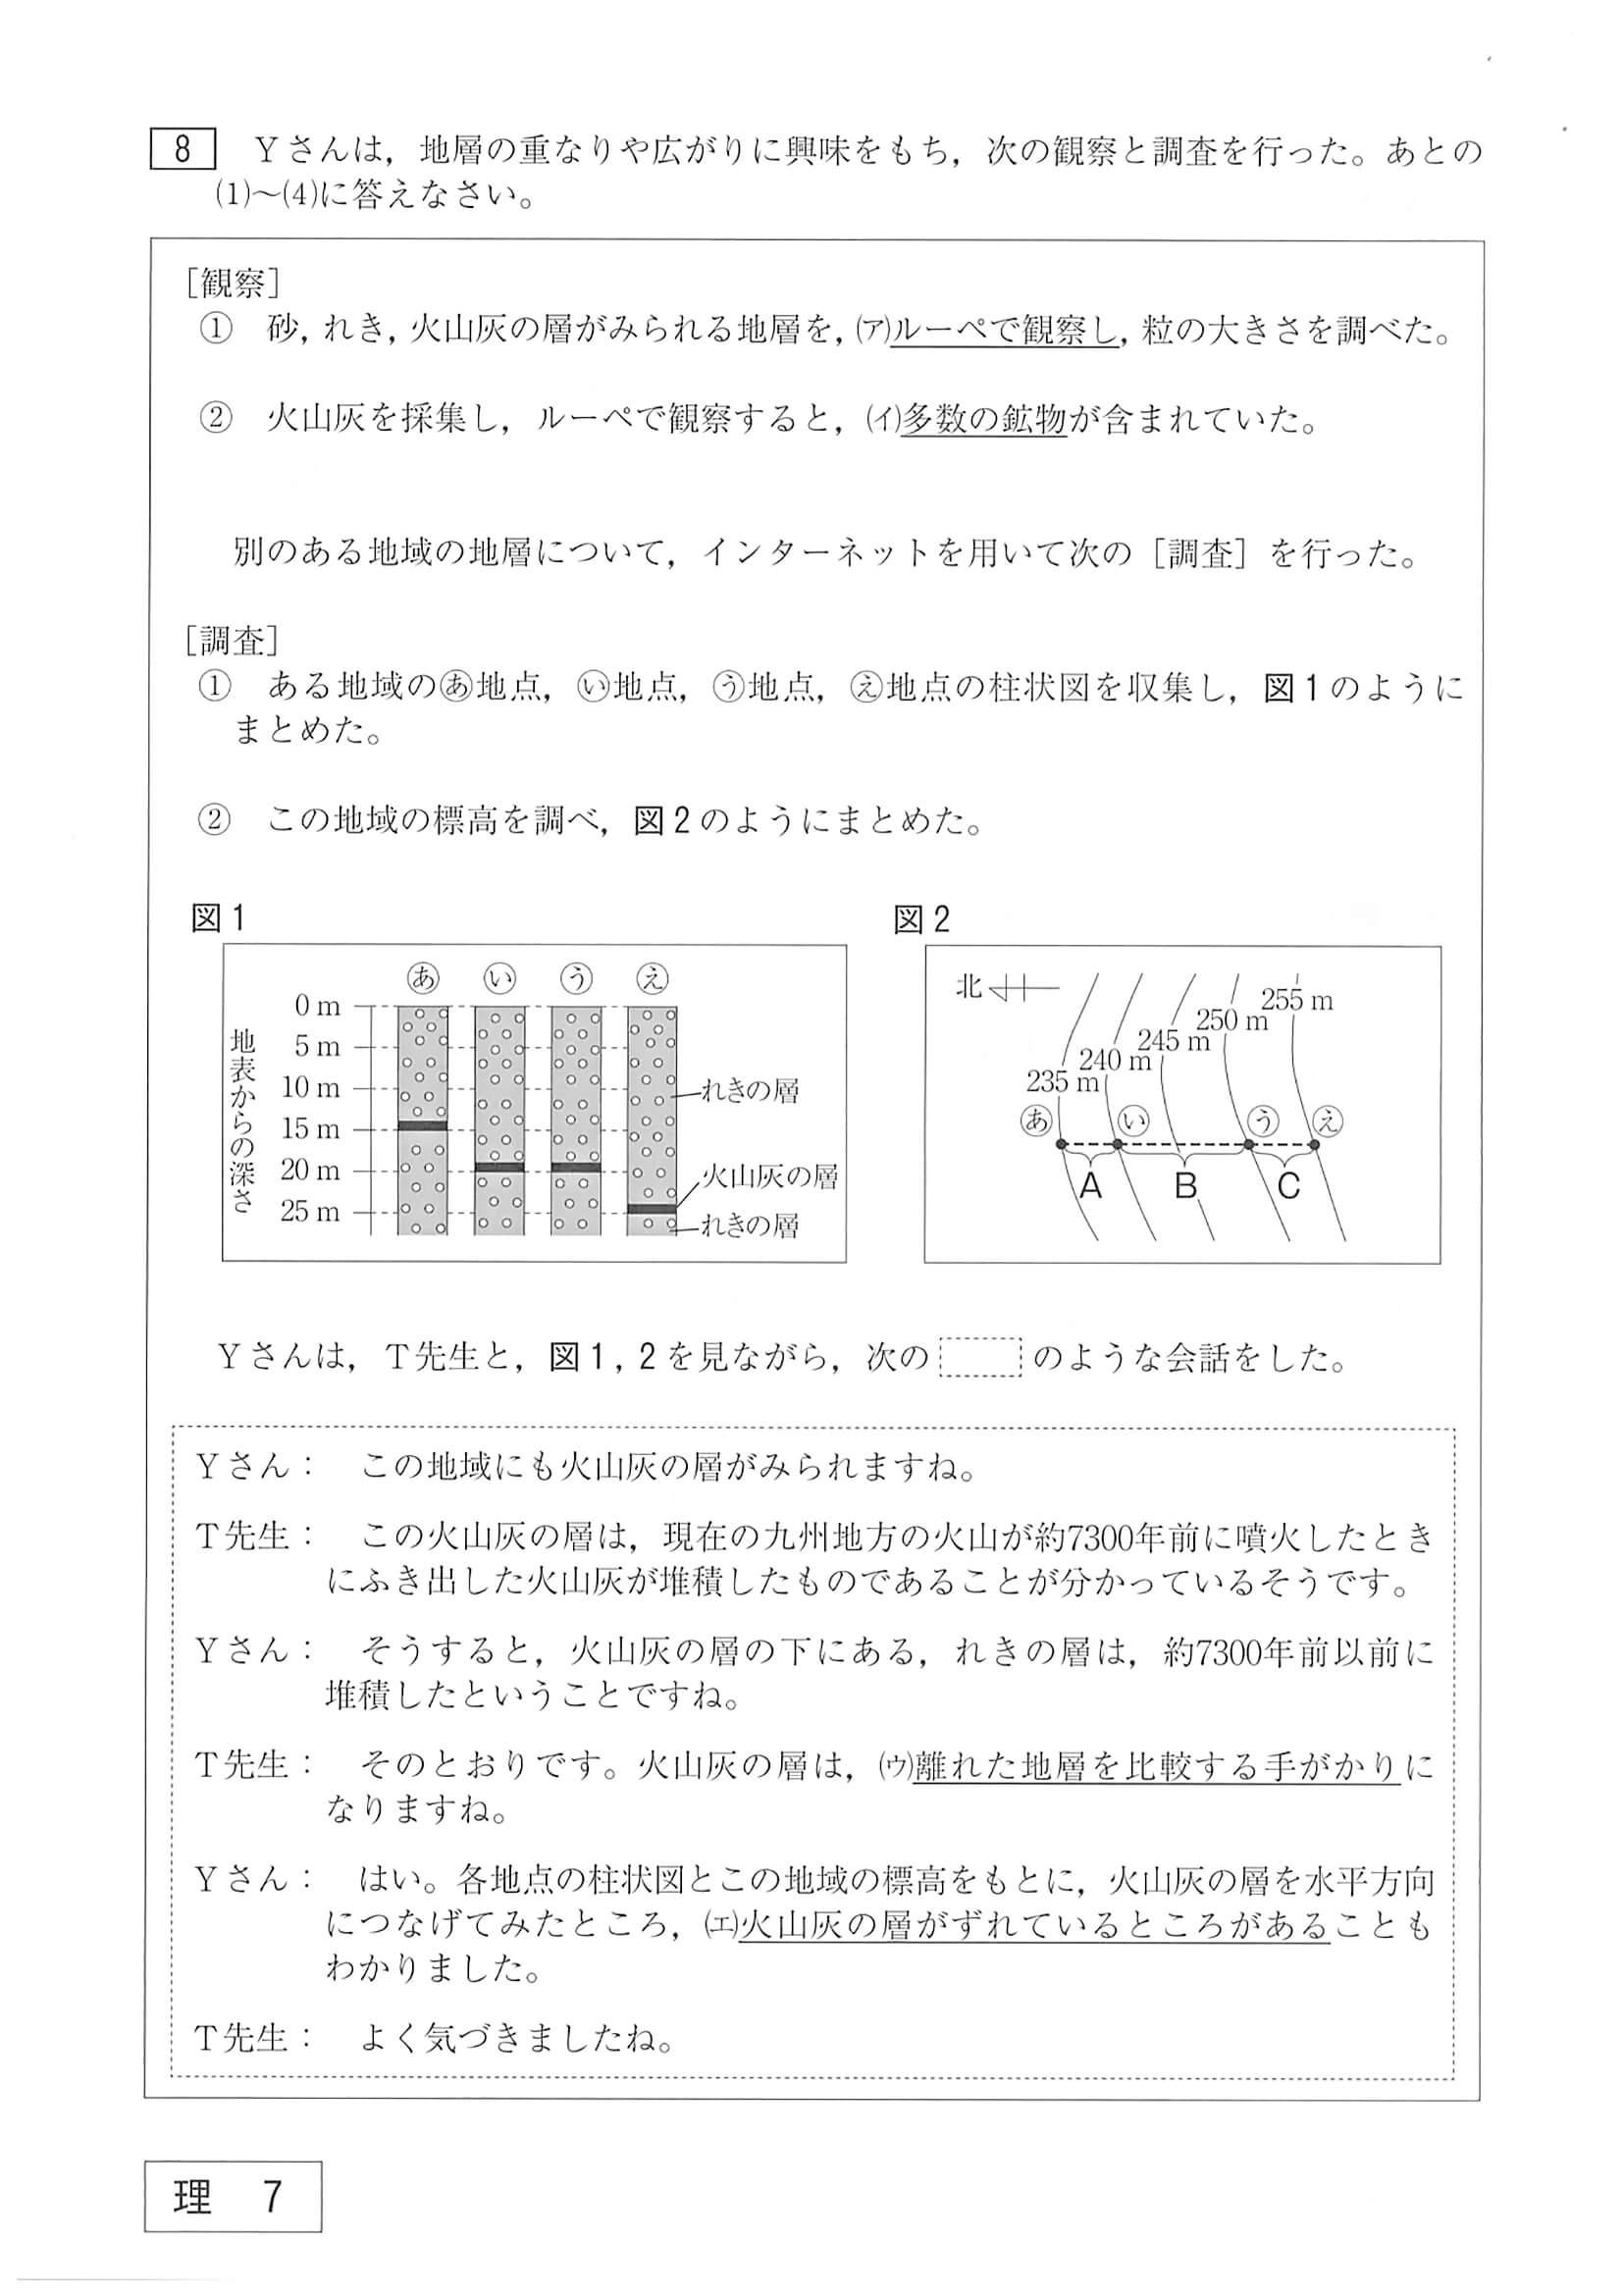 8 Yさんは，地層の重なりや広がりに興味をもち，次の観察と調査を行った。あとの
(1)～(4)に答えなさい。
［観察］
① 砂，れき，火山灰の層がみられる地層を，(ア)ルーペで観察し，粒の大きさを調べた。
② 火山灰を採集し，ルーペで観察すると，(イ)多数の鉱物が含まれていた。
別のある地域の地層について，インターネットを用いて次の［調査］を行った。
［調査］
① ある地域のあ地点，い地点，う地点，え地点の柱状図を収集し，図1のように
まとめた。
② この地域の標高を調べ，図2のようにまとめた。
図1
あ い う え
地表からの深さ
0 m
5 m
10 m
15 m
20 m
25 m
れきの層
火山灰の層
れきの層
図2
北
255 m
250 m
245 m
240 m
235 m
あ い う え
A B C
Yさんは，T先生と，図1，2を見ながら，次の のような会話をした。
Yさん： この地域にも火山灰の層がみられますね。
T先生： この火山灰の層は，現在の九州地方の火山が約7300年前に噴火したとき
にふき出した火山灰が堆積したものであることが分かっているそうです。
Yさん： そうすると，火山灰の層の下にある，れきの層は，約7300年前以前に
堆積したということですね。
T先生： そのとおりです。火山灰の層は，(ウ)離れた地層を比較する手がかりに
なりますね。
Yさん： はい。各地点の柱状図とこの地域の標高をもとに，火山灰の層を水平方向
につなげてみたところ，(エ)火山灰の層がずれているところがあることも
わかりました。
T先生： よく気づきましたね。
理 7